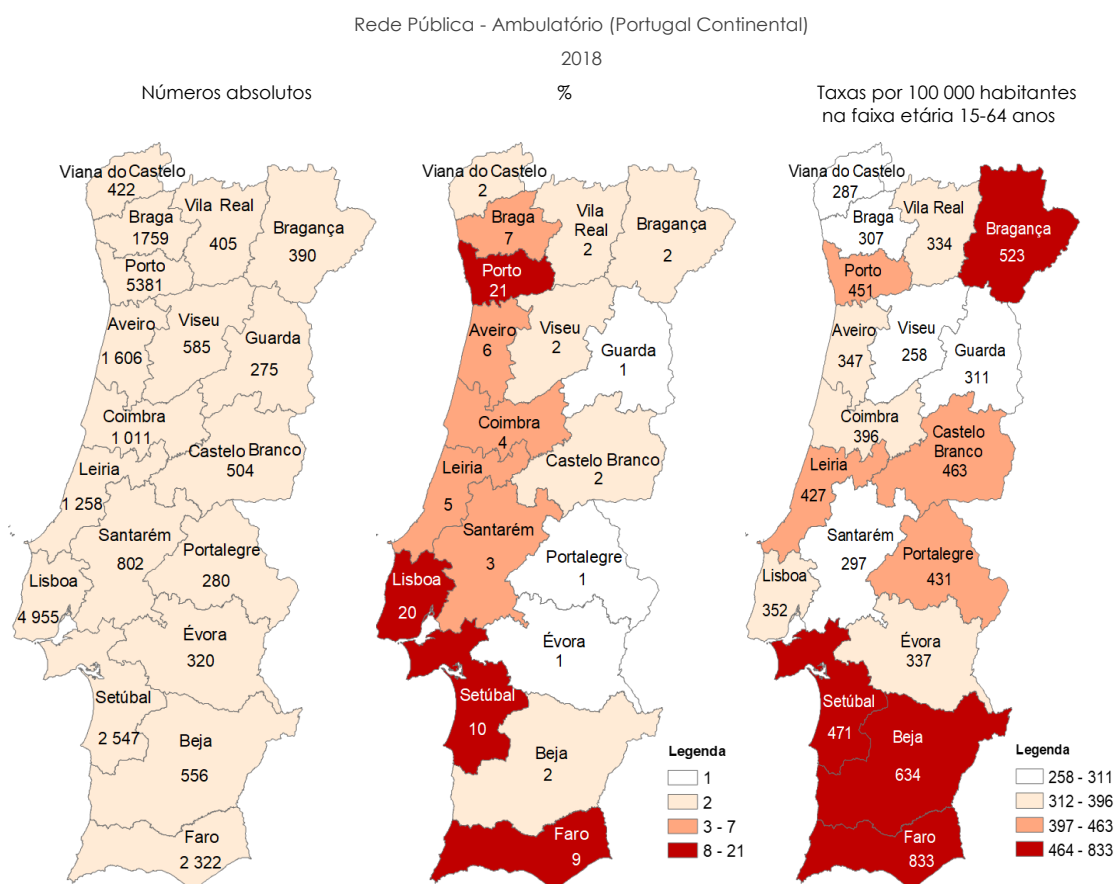 Rede Pública - Ambulatório (Portugal Continental)
2018
Números absolutos
Viana do Castelo
422
Braga
1759
Vila Real
405
Bragança
390
Porto
5381
Aveiro
1 606
Viseu
585
Guarda
275
Coimbra
1 011
Castelo Branco
504
Leiria
1 258
Santarém
802
Portalegre
280
Lisboa
4 955
Évora
320
Setúbal
2 547
Beja
556
Faro
2 322
%
Viana do Castelo
2
Braga
7
Vila
Real
2
Bragança
2
Porto
21
Aveiro
6
Viseu
2
Guarda
1
Coimbra
4
Castelo Branco
2
Leiria
5
Santarém
3
Portalegre
1
Lisboa
20
Évora
1
Setúbal
10
Beja
2
Faro
9
Legenda
1
2
3 - 7
8 - 21
Taxas por 100 000 habitantes
na faixa etária 15-64 anos
Viana do Castelo
287
Braga
307
Vila Real
334
Bragança
523
Porto
451
Aveiro
347
Viseu
258
Guarda
311
Coimbra
396
Castelo
Branco
463
Leiria
427
Santarém
297
Portalegre
431
Lisboa
352
Évora
337
Setúbal
471
Beja
634
Faro
833
Legenda
258 - 311
312 - 396
397 - 463
464 - 833